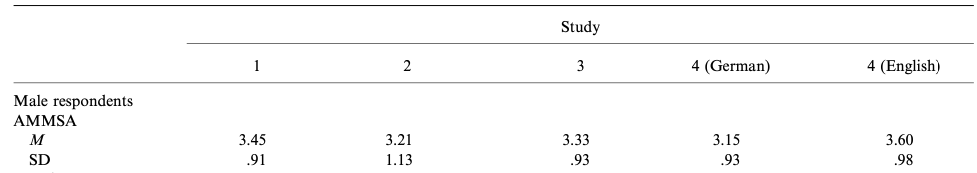 Study
1 2 3 4 (German) 4 (English)
Male respondents
AMMSA
M 3.45 3.21 3.33 3.15 3.60
SD .91 1.13 .93 .93 .98